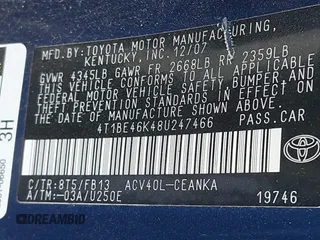 MFD. BY: TOYOTA MOTOR MANUFACTURING,
KENTUCKY, INC. 12/07
GVWR 4345LB GAWR FR 2668LB RR 2359LB
THIS VEHICLE CONFORMS TO ALL APPLICABLE
FEDERAL MOTOR VEHICLE SAFETY, BUMPER, AND
THEFT PREVENTION STANDARDS IN EFFECT ON
THE DATE OF MANUFACTURE SHOWN ABOVE.
4T1BE46K48U247466 PASS.CAR
C/TR: 8T5/FB13 ACV40L-CEANKA
A/TM: -03A/U250E 19746
TOYOTA
3H
DREAMBID